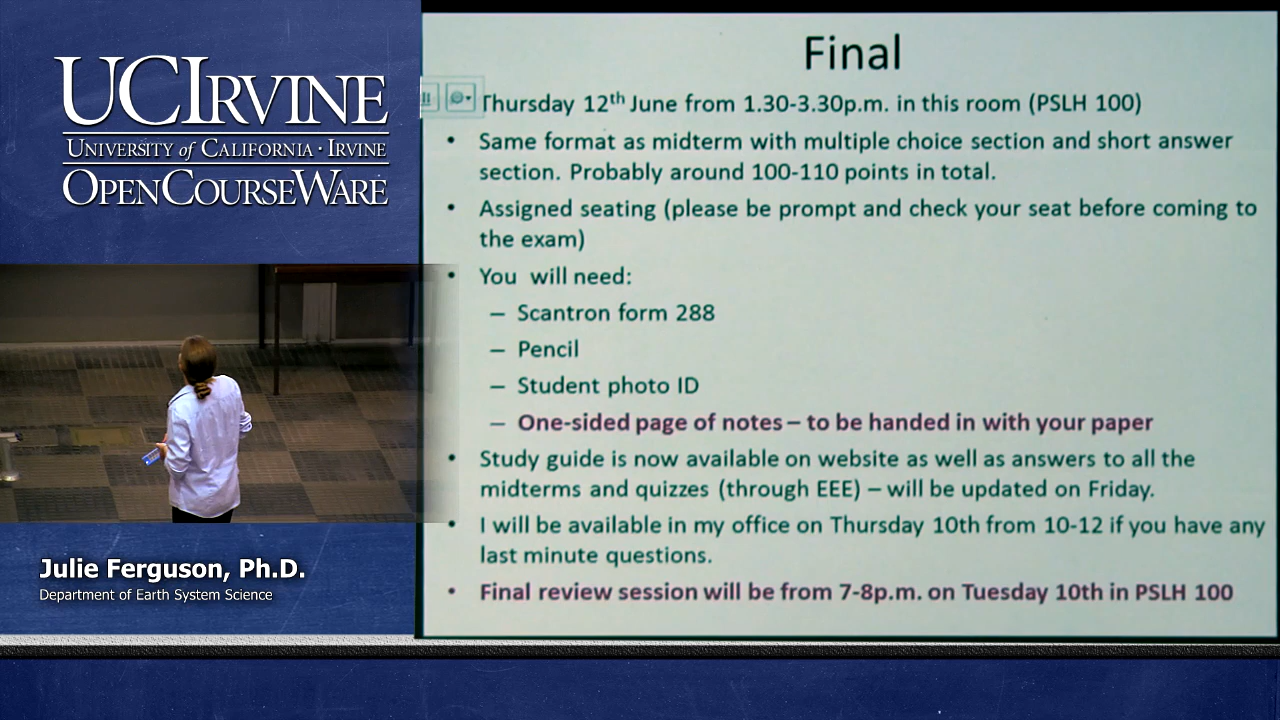 UCIRVINE
UNIVERSITY of CALIFORNIA · IRVINE
OPENCOURSEWARE
Julie Ferguson, Ph.D.
Department of Earth System Science
Final
Thursday 12th June from 1.30-3.30p.m. in this room (PSLH 100)
• Same format as midterm with multiple choice section and short answer
section. Probably around 100-110 points in total.
• Assigned seating (please be prompt and check your seat before coming to
the exam)
• You will need:
– Scantron form 288
– Pencil
– Student photo ID
– One-sided page of notes – to be handed in with your paper
• Study guide is now available on website as well as answers to all the
midterms and quizzes (through EEE) – will be updated on Friday.
• I will be available in my office on Thursday 10th from 10-12 if you have any
last minute questions.
• Final review session will be from 7-8p.m. on Tuesday 10th in PSLH 100